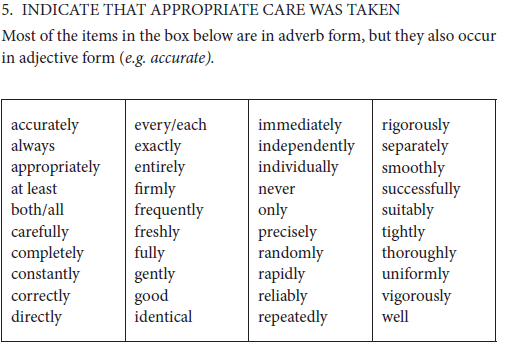 5. INDICATE THAT APPROPRIATE CARE WAS TAKEN
Most of the items in the box below are in adverb form, but they also occur
in adjective form (e.g. accurate).
accurately every/each immediately rigorously
always exactly independently separately
appropriately entirely individually smoothly
at least firmly never successfully
both/all frequently only suitably
carefully freshly precisely tightly
completely fully randomly thoroughly
constantly gently rapidly uniformly
correctly good reliably vigorously
directly identical repeatedly well